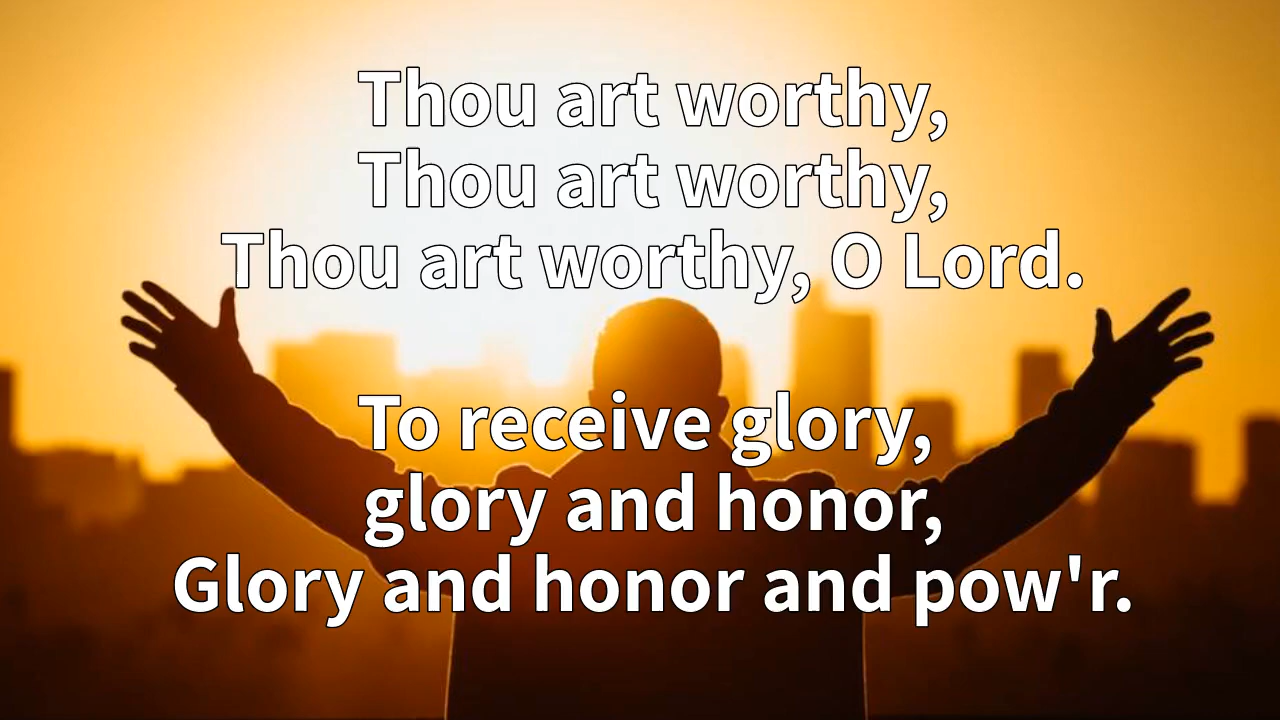 Thou art worthy,
Thou art worthy,
Thou art worthy, O Lord.
To receive glory,
glory and honor,
Glory and honor and pow'r.